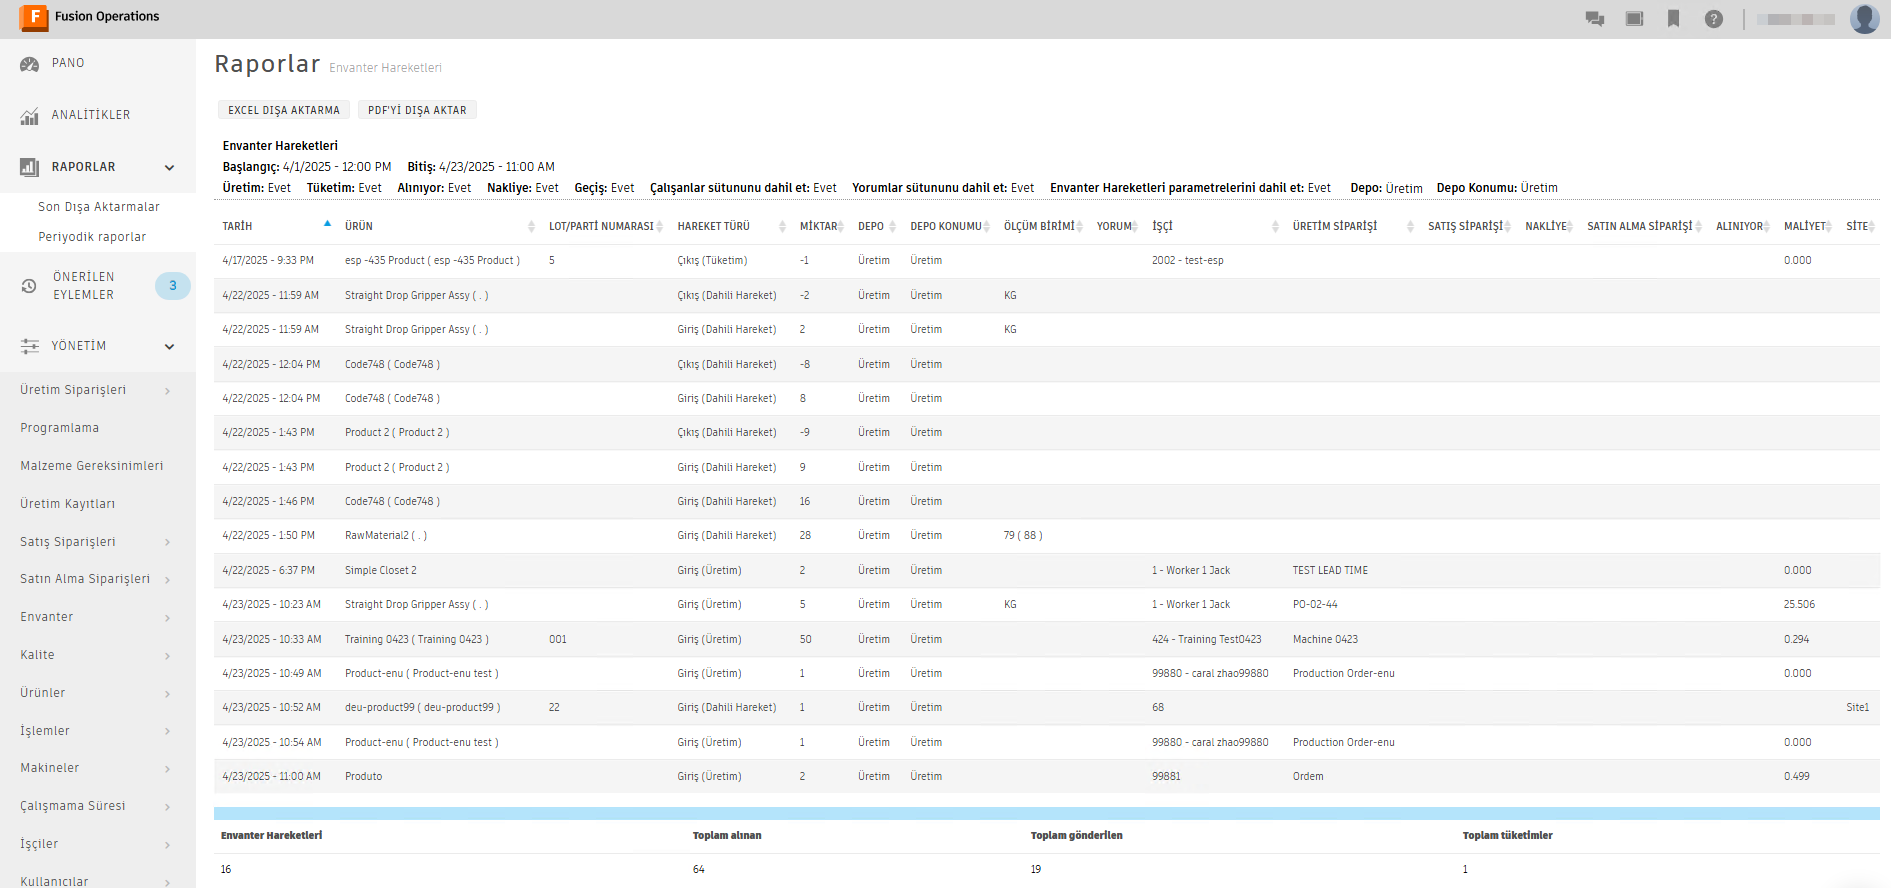 F Fusion Operations
?
PANO
ANALİTİKLER
RAPORLAR
Son Dışa Aktarmalar
Periyodik raporlar
ÖNERİLEN
EYLEMLER
3
YÖNETİM
Üretim Siparişleri
Programlama
Malzeme Gereksinimleri
Üretim Kayıtları
Satış Siparişleri
Satın Alma Siparişleri
Envanter
Kalite
Ürünler
İşlemler
Makineler
Çalışmama Süresi
İşçiler
Kullanıcılar
Raporlar Envanter Hareketleri
EXCEL DIŞA AKTARMA PDF'Yİ DIŞA AKTAR
Envanter Hareketleri
Başlangıç: 4/1/2025 - 12:00 PM Bitiş: 4/23/2025 - 11:00 AM
Üretim: Evet Tüketim: Evet Alınıyor: Evet Nakliye: Evet Geçiş: Evet Çalışanlar sütununu dahil et: Evet Yorumlar sütununu dahil et: Evet Envanter Hareketleri parametrelerini dahil et: Evet Depo: Üretim Depo Konumu: Üretim
TARİH ÜRÜN LOT/PARTİ NUMARASI HAREKET TÜRÜ MİKTAR DEPO DEPO KONUMU ÖLÇÜM BİRİMİ YORUM İŞÇİ ÜRETİM SİPARİŞİ SATIŞ SİPARİŞİ NAKLİYE SATIN ALMA SİPARİŞİ ALINIYOR MALİYET SİTE
4/17/2025 - 9:33 PM esp -435 Product ( esp -435 Product ) 5 Çıkış (Tüketim) -1 Üretim Üretim 2002 - test-esp 0.000
4/22/2025 - 11:59 AM Straight Drop Gripper Assy ( . ) Çıkış (Dahili Hareket) -2 Üretim Üretim KG
4/22/2025 - 11:59 AM Straight Drop Gripper Assy ( . ) Giriş (Dahili Hareket) 2 Üretim Üretim KG
4/22/2025 - 12:04 PM Code748 ( Code748 ) Çıkış (Dahili Hareket) -8 Üretim Üretim
4/22/2025 - 12:04 PM Code748 ( Code748 ) Giriş (Dahili Hareket) 8 Üretim Üretim
4/22/2025 - 1:43 PM Product 2 ( Product 2 ) Çıkış (Dahili Hareket) -9 Üretim Üretim
4/22/2025 - 1:43 PM Product 2 ( Product 2 ) Giriş (Dahili Hareket) 9 Üretim Üretim
4/22/2025 - 1:46 PM Code748 ( Code748 ) Giriş (Dahili Hareket) 16 Üretim Üretim
4/22/2025 - 1:50 PM RawMaterial2 ( . ) Giriş (Dahili Hareket) 28 Üretim Üretim 79 ( 88 )
4/22/2025 - 6:37 PM Simple Closet 2 Giriş (Üretim) 2 Üretim Üretim 1 - Worker 1 Jack TEST LEAD TIME 0.000
4/23/2025 - 10:23 AM Straight Drop Gripper Assy ( . ) Giriş (Üretim) 5 Üretim Üretim KG 1 - Worker 1 Jack PO-02-44 25.506
4/23/2025 - 10:33 AM Training 0423 ( Training 0423 ) 001 Giriş (Üretim) 50 Üretim Üretim 424 - Training Test0423 Machine 0423 0.294
4/23/2025 - 10:49 AM Product-enu ( Product-enu test ) Giriş (Üretim) 1 Üretim Üretim 99880 - caral zhao99880 Production Order-enu 0.000
4/23/2025 - 10:52 AM deu-product99 ( deu-product99 ) 22 Giriş (Dahili Hareket) 1 Üretim Üretim 68 Site1
4/23/2025 - 10:54 AM Product-enu ( Product-enu test ) Giriş (Üretim) 1 Üretim Üretim 99880 - caral zhao99880 Production Order-enu 0.000
4/23/2025 - 11:00 AM Produto Giriş (Üretim) 2 Üretim Üretim 99881 Ordem 0.499
Envanter Hareketleri Toplam alınan Toplam gönderilen Toplam tüketimler
16 64 19 1